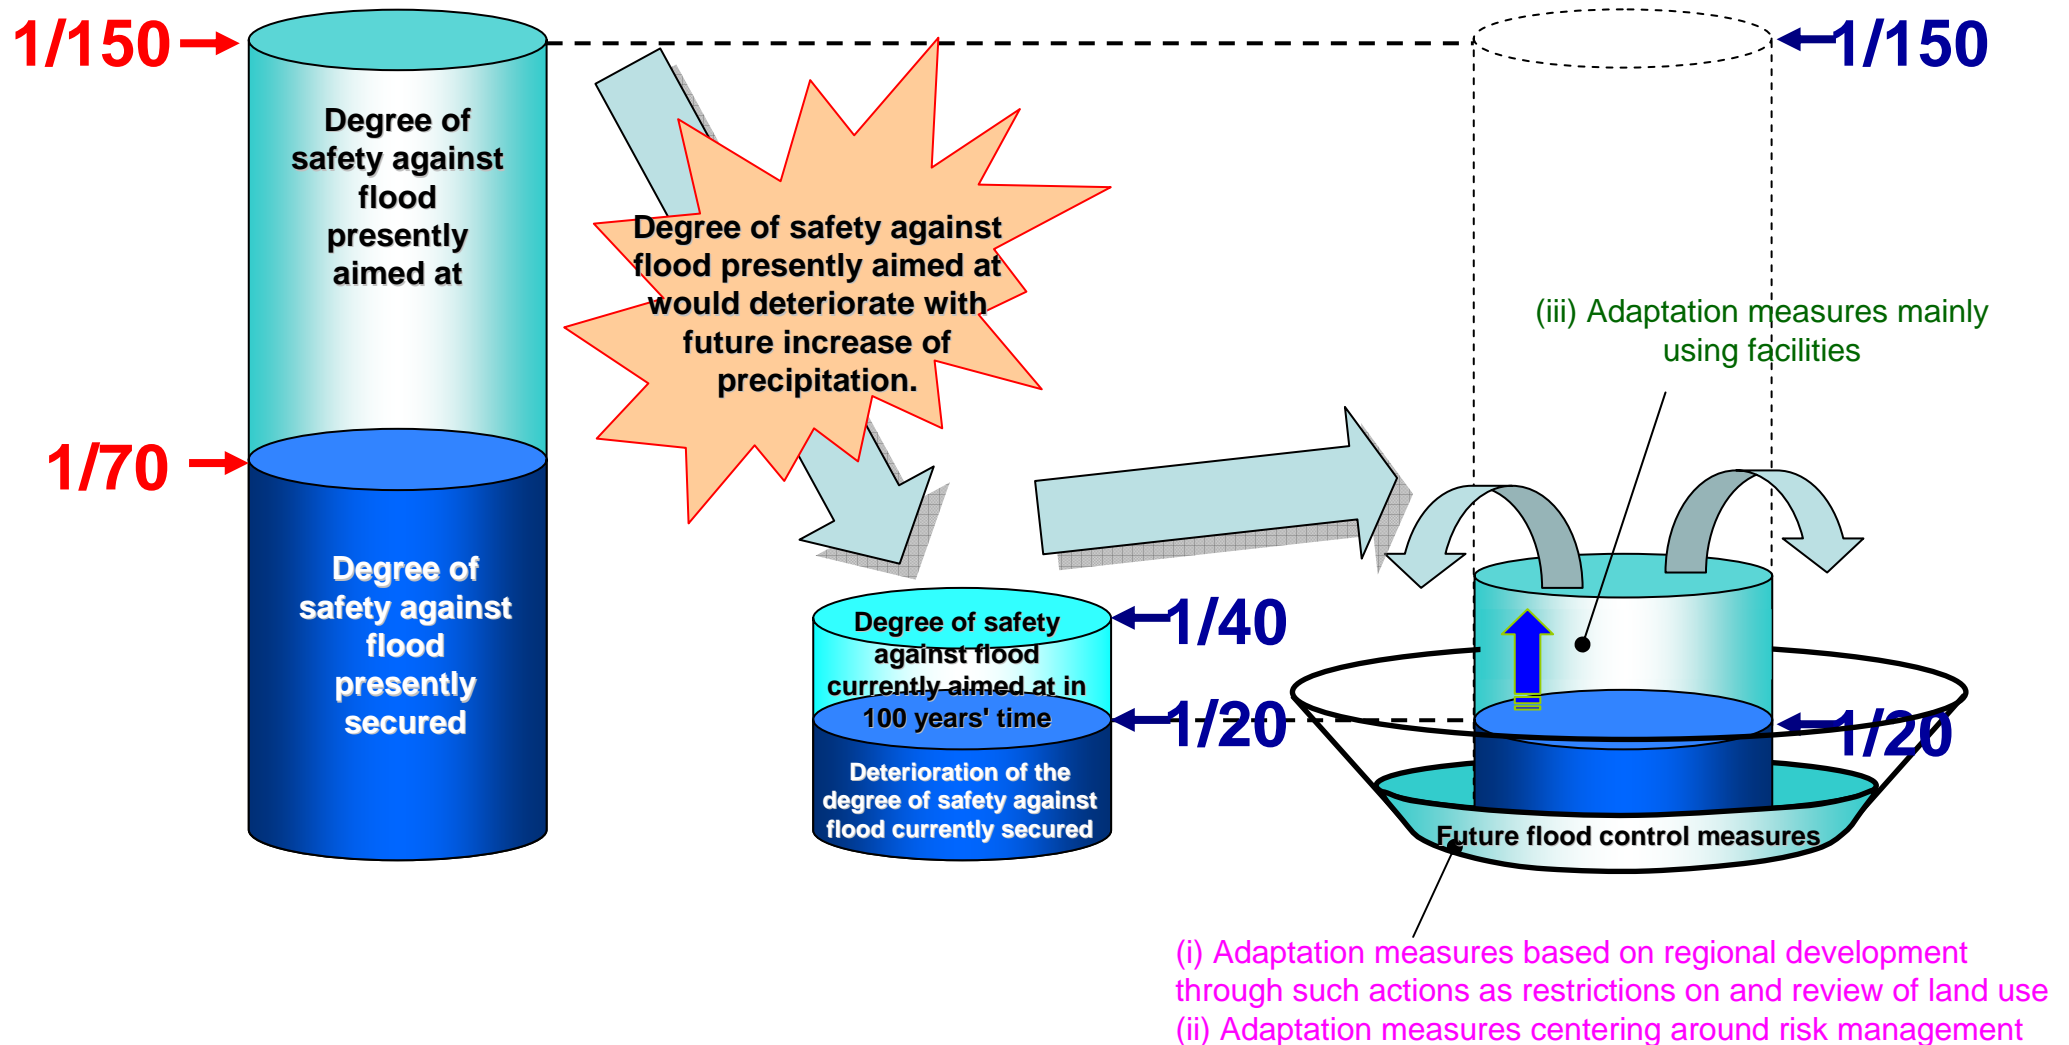 1/150
Degree of
safety against
flood
presently
aimed at
1/70
Degree of
safety against
flood
presently
secured
Degree of safety against
flood presently aimed at
would deteriorate with
future increase of
precipitation.
1/40
Degree of safety
against flood
currently aimed at in
100 years' time
1/20
Deterioration of the
degree of safety against
flood currently secured
1/150
(iii) Adaptation measures mainly
using facilities
1/20
Future flood control measures
(i) Adaptation measures based on regional development
through such actions as restrictions on and review of land use
(ii) Adaptation measures centering around risk management